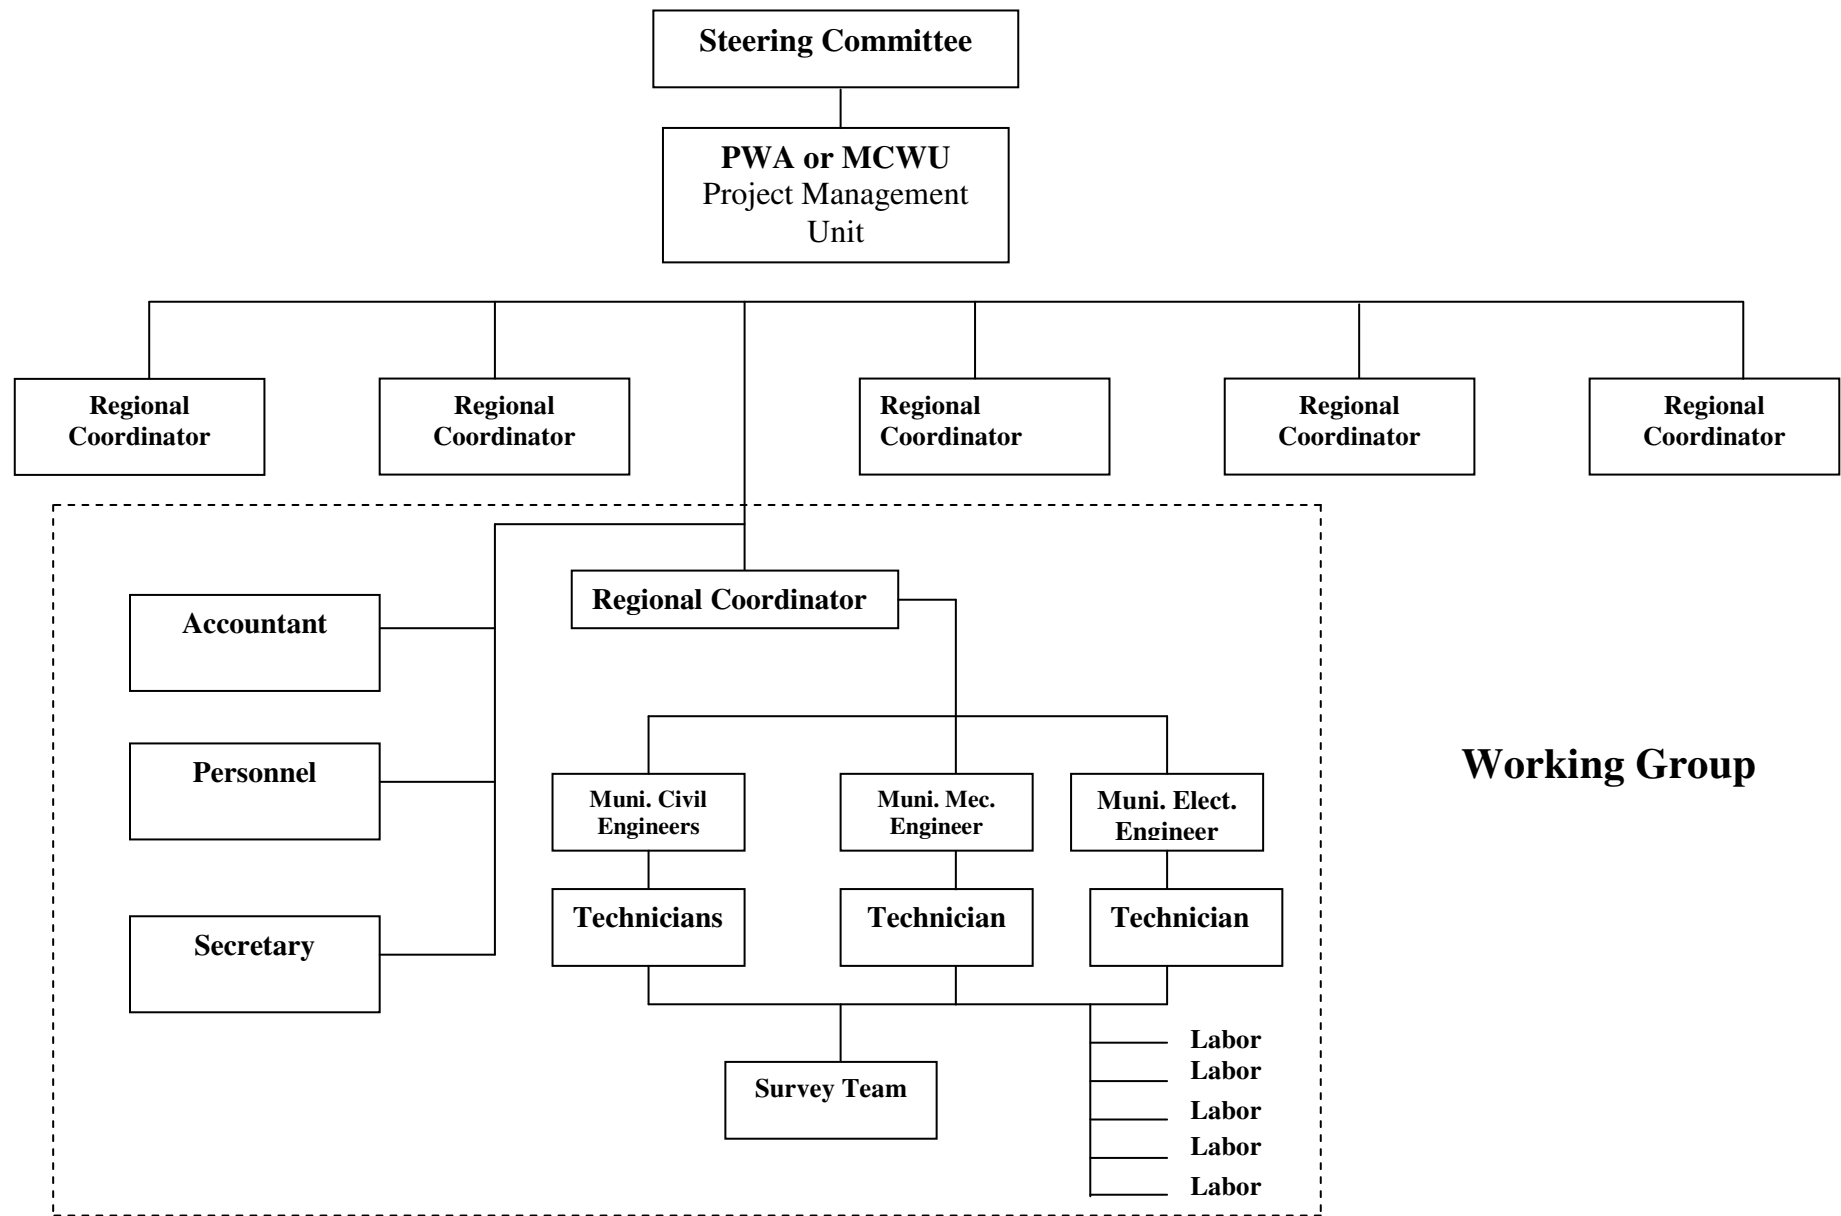 Steering Committee
PWA or MCWU
Project Management
Unit
Regional
Coordinator
Regional
Coordinator
Regional
Coordinator
Regional
Coordinator
Regional
Coordinator
Regional Coordinator
Accountant
Personnel
Secretary
Muni. Civil
Engineers
Muni. Mec.
Engineer
Muni. Elect.
Engineer
Technicians
Technician
Technician
Survey Team
Labor
Labor
Labor
Labor
Labor
Working Group